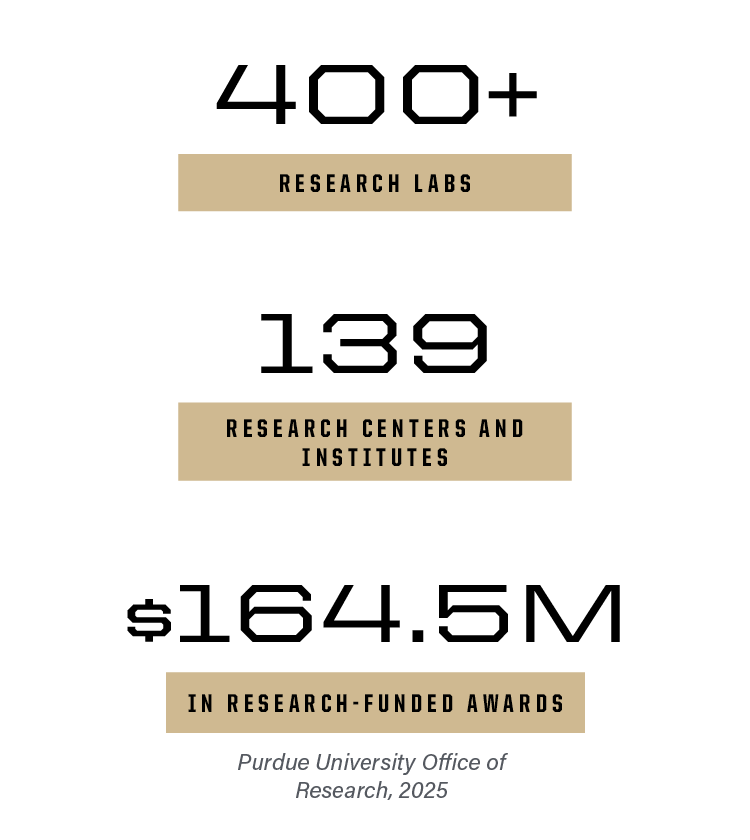 400+
RESEARCH LABS
139
RESEARCH CENTERS AND
INSTITUTES
$164.5M
IN RESEARCH-FUNDED AWARDS
Purdue University Office of
Research, 2025